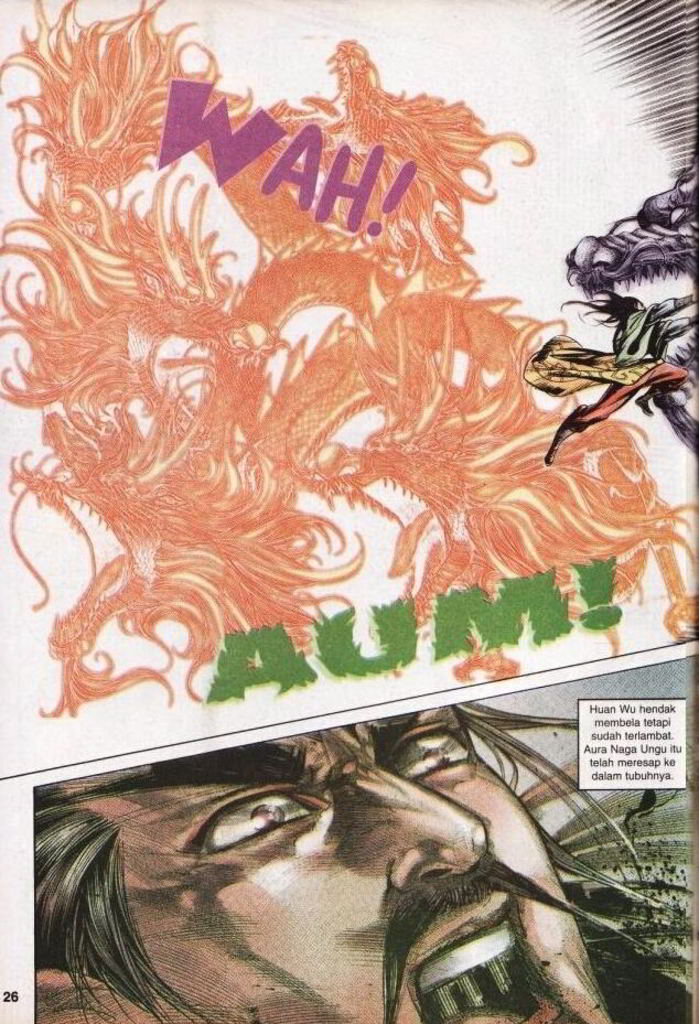 WAH!
AUM!
Huan Wu hendak
membela tetapi
sudah terlambat.
Aura Naga Ungu itu
telah meresap ke
dalam tubuhnya.
26